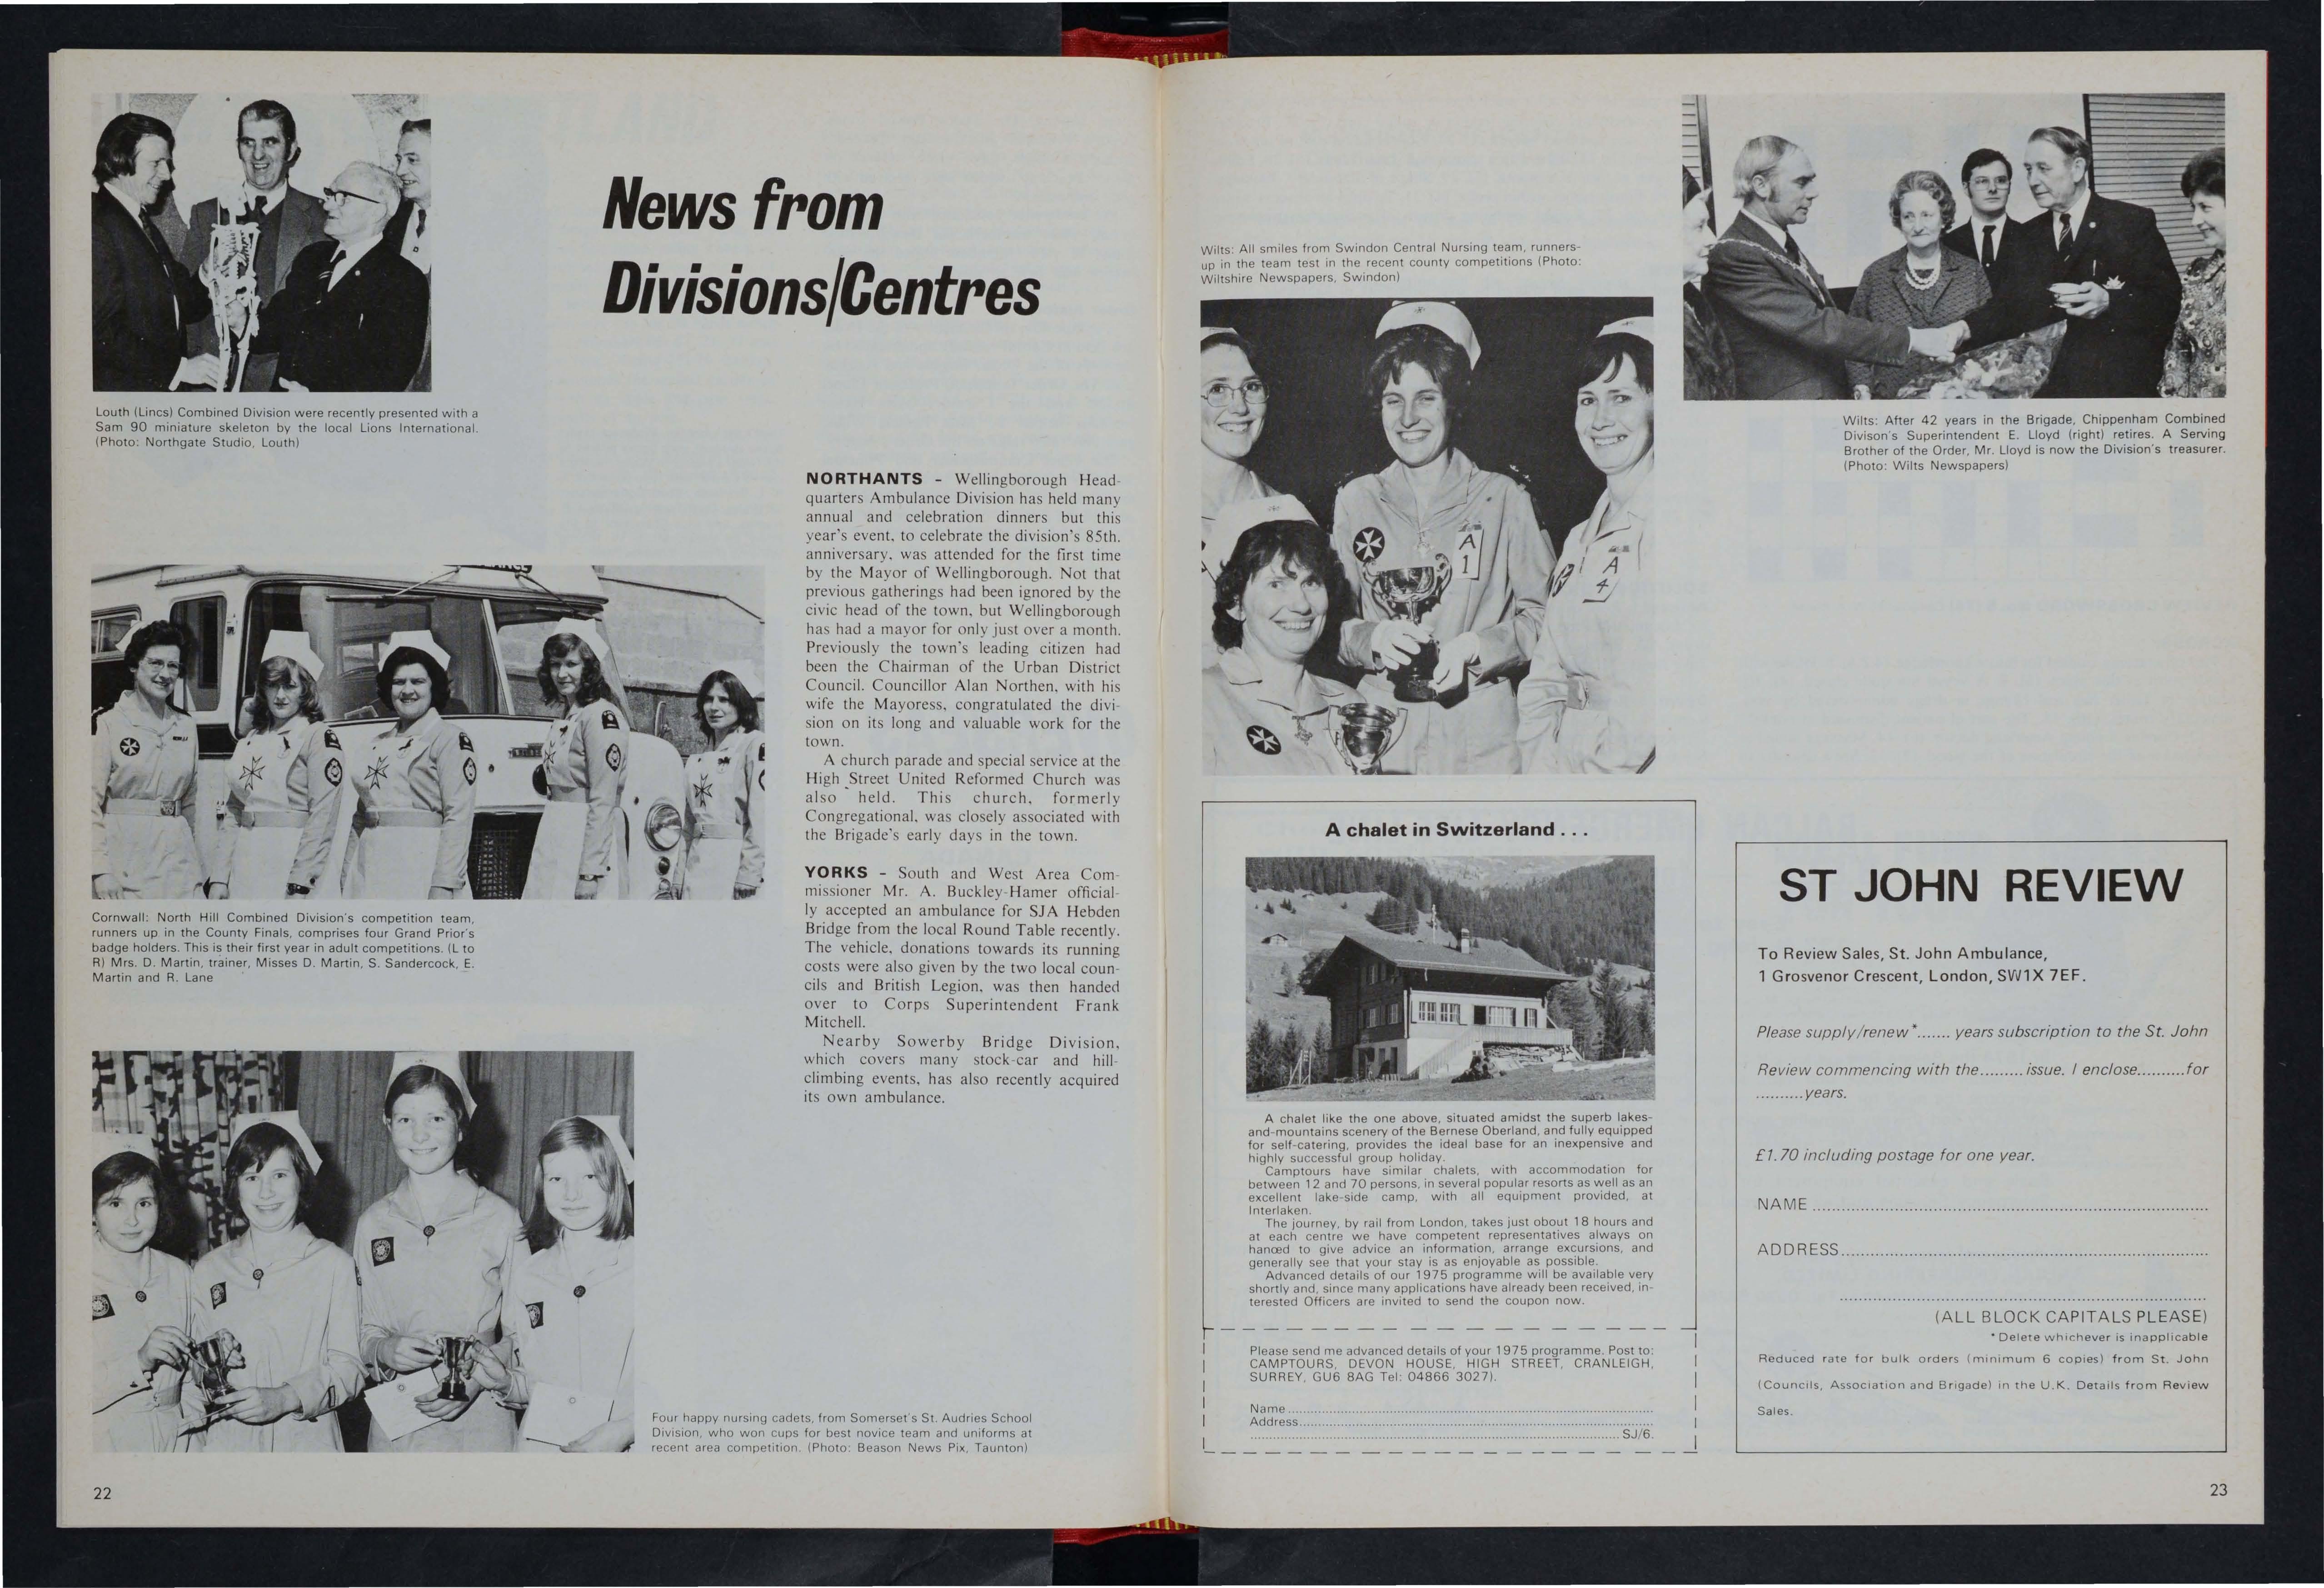 News from
Divisions/Centres
Louth (Lincs) Combined Division were recently presented with a
Sam 90 miniature skeleton by the local Lions International.
(Photo: Northgate Studio, Louth)
Cornwall: North Hill Combined Division's competition team,
runners up in the County Finals, comprises four Grand Prior's
badge holders. This is their first year in adult competitions. (L to
R) Mrs. D. Martin, trainer, Misses D. Martin, S. Sandercock, E.
Martin and R. Lane
Four happy nursing cadets, from Somerset's St. Audries School
Division, who won cups for best novice team and uniforms at
recent area competition. (Photo: Beason News Pix, Taunton)
NORTHANTS - Wellingborough Head-
quarters Ambulance Division has held many
annual and celebration dinners but this
year's event, to celebrate the division's 85th.
anniversary, was attended for the first time
by the Mayor of Wellingborough. Not that
previous gatherings had been ignored by the
civic head of the town, but Wellingborough
has had a mayor for only just over a month.
Previously the town's leading citizen had
been the Chairman of the Urban District
Council. Councillor Alan Northen, with his
wife the Mayoress, congratulated the divi-
sion on its long and valuable work for the
town.
A church parade and special service at the
High Street United Reformed Church was
also held. This church, formerly
Congregational, was closely associated with
the Brigade's early days in the town.
YORKS - South and West Area Com-
missioner Mr. A. Buckley-Hamer official-
ly accepted an ambulance for SJA Hebden
Bridge from the local Round Table recently.
The vehicle, donations towards its running
costs were also given by the two local coun-
cils and British Legion, was then handed
over to Corps Superintendent Frank
Mitchell.
Nearby Sowerby Bridge Division,
which covers many stock-car and hill-
climbing events, has also recently acquired
its own ambulance.
22
Wilts: All smiles from Swindon Central Nursing team, runners-
up in the team test in the recent county competitions (Photo:
Wiltshire Newspapers, Swindon)
A
1
A
4
Wilts: After 42 years in the Brigade, Chippenham Combined
Divison's Superintendent E. Lloyd (right) retires. A Serving
Brother of the Order, Mr. Lloyd is now the Division's treasurer.
(Photo: Wilts Newspapers)
A chalet in Switzerland . . .
A chalet like the one above, situated amidst the superb lakes-
and-mountains scenery of the Bernese Oberland, and fully equipped
for self-catering, provides the ideal base for an inexpensive and
highly successful group holiday.
Camptours have similar chalets, with accommodation for
between 12 and 70 persons, in several popular resorts as well as an
excellent lake-side camp, with all equipment provided, at
Interlaken.
The journey, by rail from London, takes just obout 18 hours and
at each centre we have competent representatives always on
hanœd to give advice an information, arrange excursions, and
generally see that your stay is as enjoyable as possible.
Advanced details of our 1975 programme will be available very
shortly and, since many applications have already been received, in-
terested Officers are invited to send the coupon now.
Please send me advanced details of your 1975 programme. Post to:
CAMPTOURS, DEVON HOUSE, HIGH STREET, CRANLEIGH,
SURREY, GU6 8AG Tel: 04866 3027).
Name
Address
SJ/6.
ST JOHN REVIEW
To Review Sales, St. John Ambulance,
1 Grosvenor Crescent, London, SW1X 7EF.
Please supply/renew*....... years subscription to the St. John
Review commencing with the......... issue. I enclose..........for
..........years.
£1.70 including postage for one year.
NAME
ADDRESS
(ALL BLOCK CAPITALS PLEASE)
* Delete whichever is inapplicable
Reduced rate for bulk orders (minimum 6 copies) from St. John
(Councils, Association and Brigade) in the U.K. Details from Review
Sales.
23